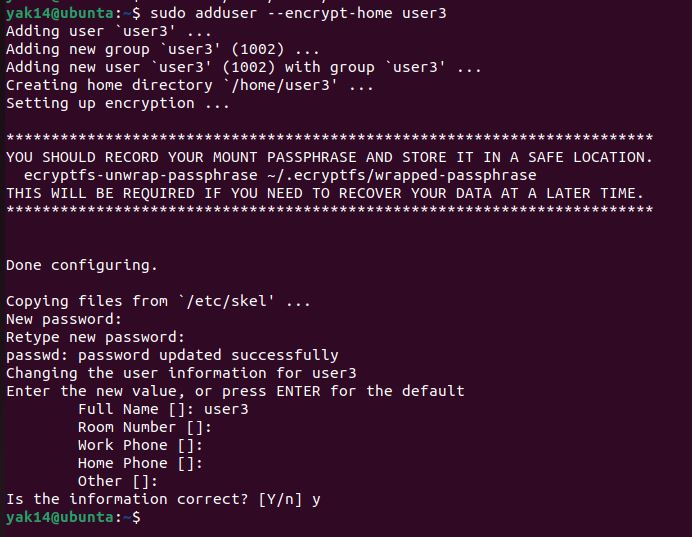 yak14@ubuntu:~$ sudo adduser --encrypt-home user3
Adding user `user3' ...
Adding new group `user3' (1002) ...
Adding new user `user3' (1002) with group `user3' ...
Creating home directory `/home/user3' ...
Setting up encryption ...
************************************************************************
YOU SHOULD RECORD YOUR MOUNT PASSPHRASE AND STORE IT IN A SAFE LOCATION.
  ecryptfs-unwrap-passphrase ~/.ecryptfs/wrapped-passphrase
THIS WILL BE REQUIRED IF YOU NEED TO RECOVER YOUR DATA AT A LATER TIME.
************************************************************************
Done configuring.
Copying files from `/etc/skel' ...
New password:
Retype new password:
passwd: password updated successfully
Changing the user information for user3
Enter the new value, or press ENTER for the default
        Full Name []: user3
        Room Number []:
        Work Phone []:
        Home Phone []:
        Other []:
Is the information correct? [Y/n] y
yak14@ubuntu:~$